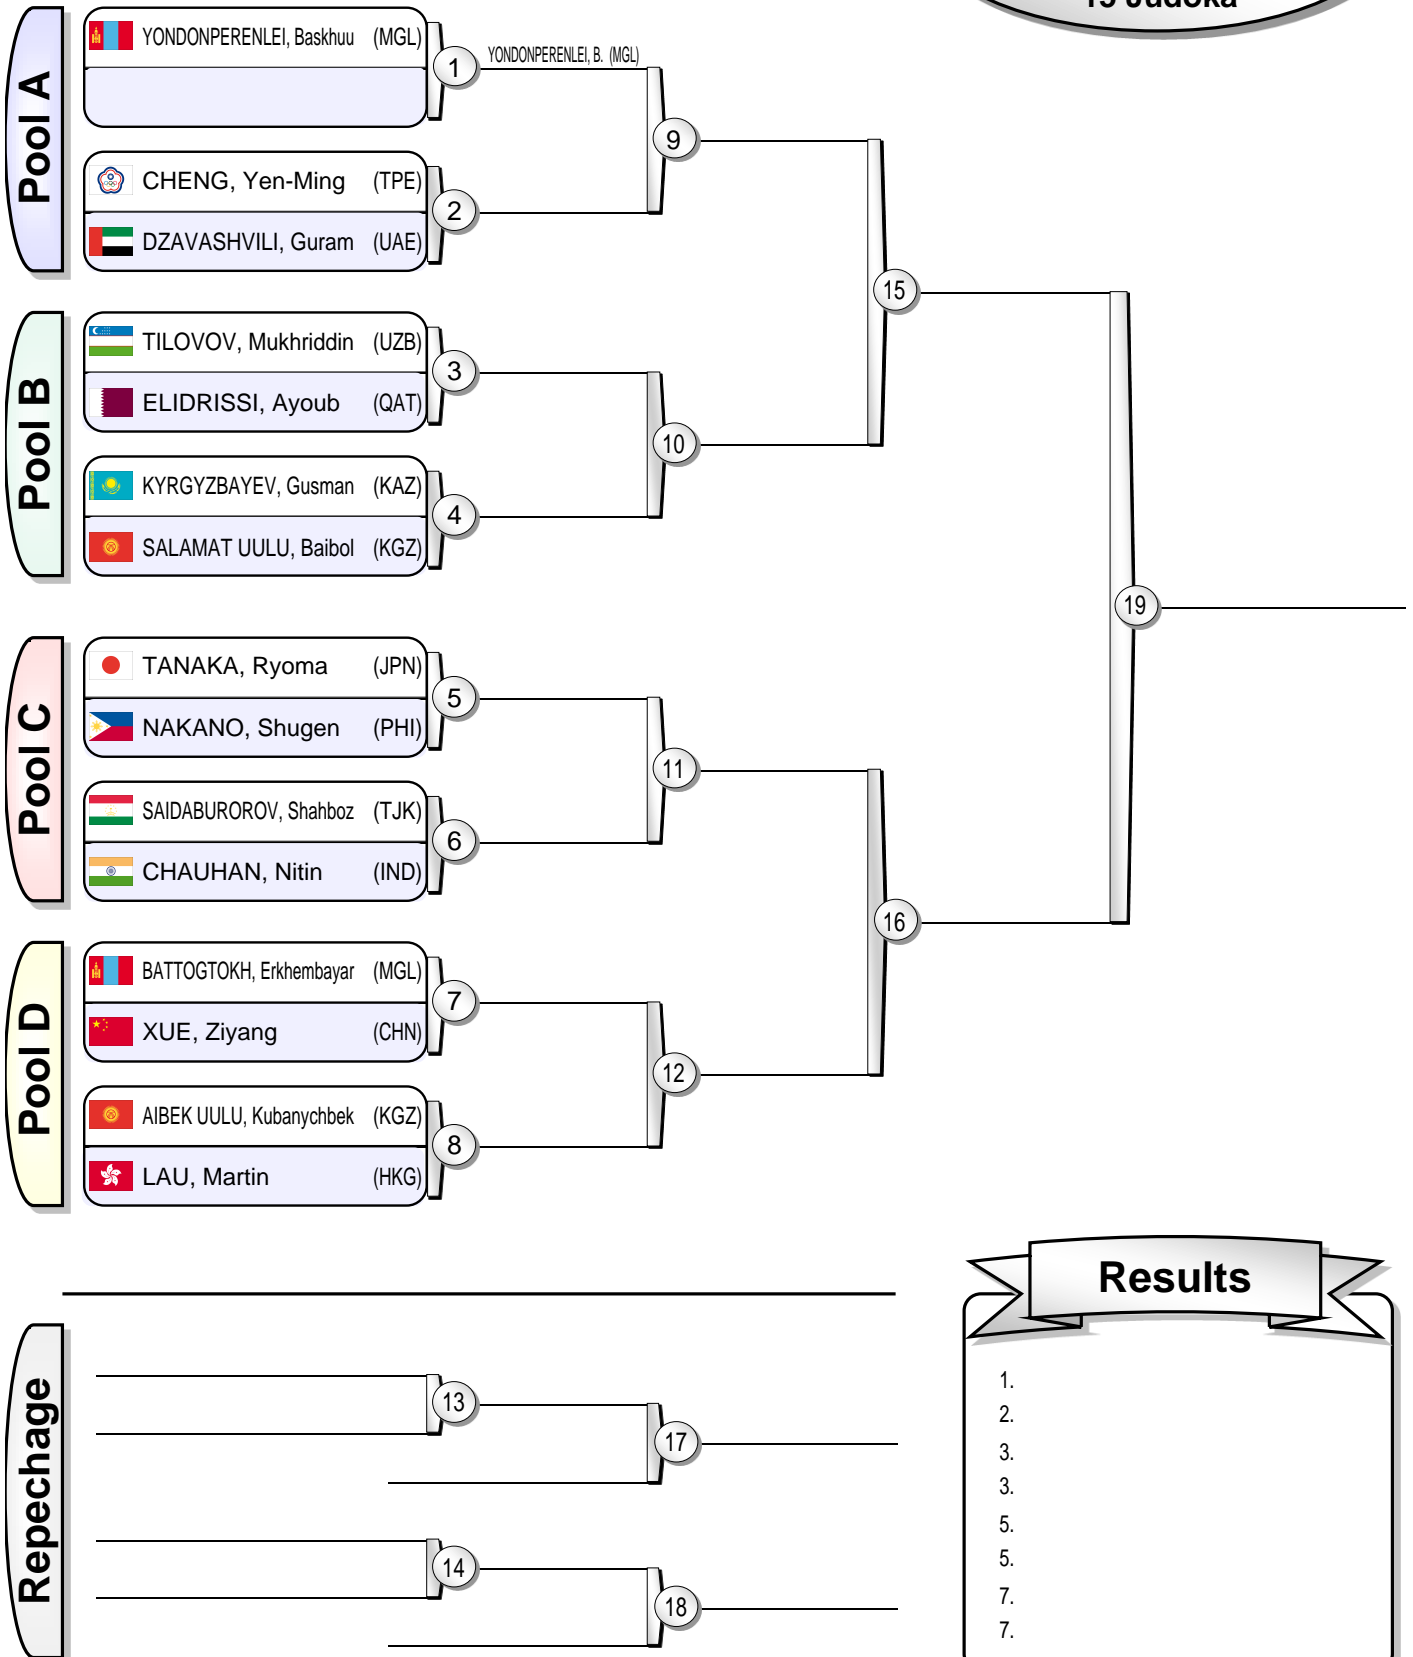 15 Judoka
Pool A
YONDONPERENLEI, Baskhuu (MGL)
1
YONDONPERENLEI, B. (MGL)
9
CHENG, Yen-Ming (TPE)
2
DZAVASHVILI, Guram (UAE)
15
Pool B
TILOVOV, Mukhriddin (UZB)
3
ELIDRISSI, Ayoub (QAT)
10
KYRGYZBAYEV, Gusman (KAZ)
4
SALAMAT UULU, Baibol (KGZ)
19
Pool C
TANAKA, Ryoma (JPN)
5
NAKANO, Shugen (PHI)
11
SAIDABUROROV, Shahboz (TJK)
6
CHAUHAN, Nitin (IND)
16
Pool D
BATTOGTOKH, Erkhembayar (MGL)
7
XUE, Ziyang (CHN)
12
AIBEK UULU, Kubanychbek (KGZ)
8
LAU, Martin (HKG)
Repechage
13
17
14
18
Results
1.
2.
3.
3.
5.
5.
7.
7.